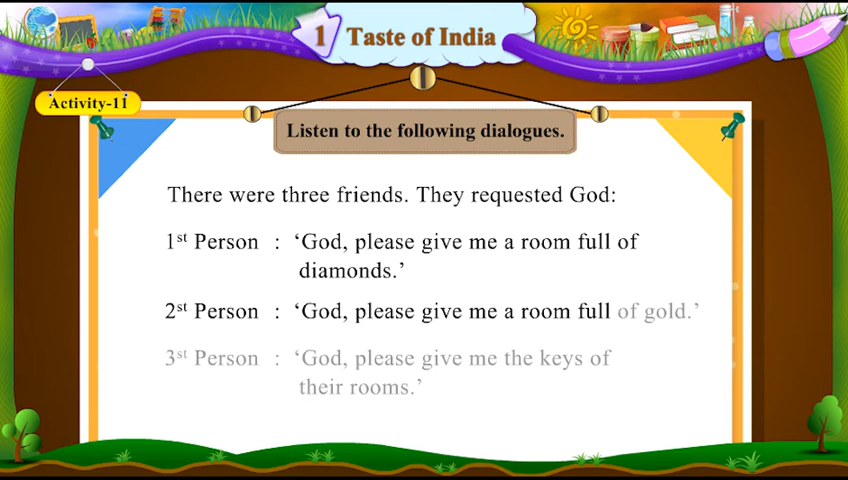 1 Taste of India
Activity-11
Listen to the following dialogues.
There were three friends. They requested God:
1st Person : ‘God, please give me a room full of
diamonds.’
2st Person : ‘God, please give me a room full of gold.’
3st Person : ‘God, please give me the keys of
their rooms.’